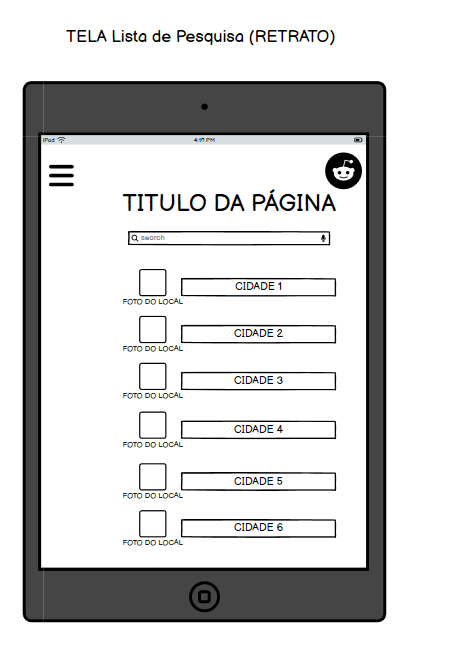 TELA Lista de Pesquisa (RETRATO)
iPad 4:19 PM
TITULO DA PÁGINA
search
CIDADE 1
FOTO DO LOCAL
CIDADE 2
FOTO DO LOCAL
CIDADE 3
FOTO DO LOCAL
CIDADE 4
FOTO DO LOCAL
CIDADE 5
FOTO DO LOCAL
CIDADE 6
FOTO DO LOCAL